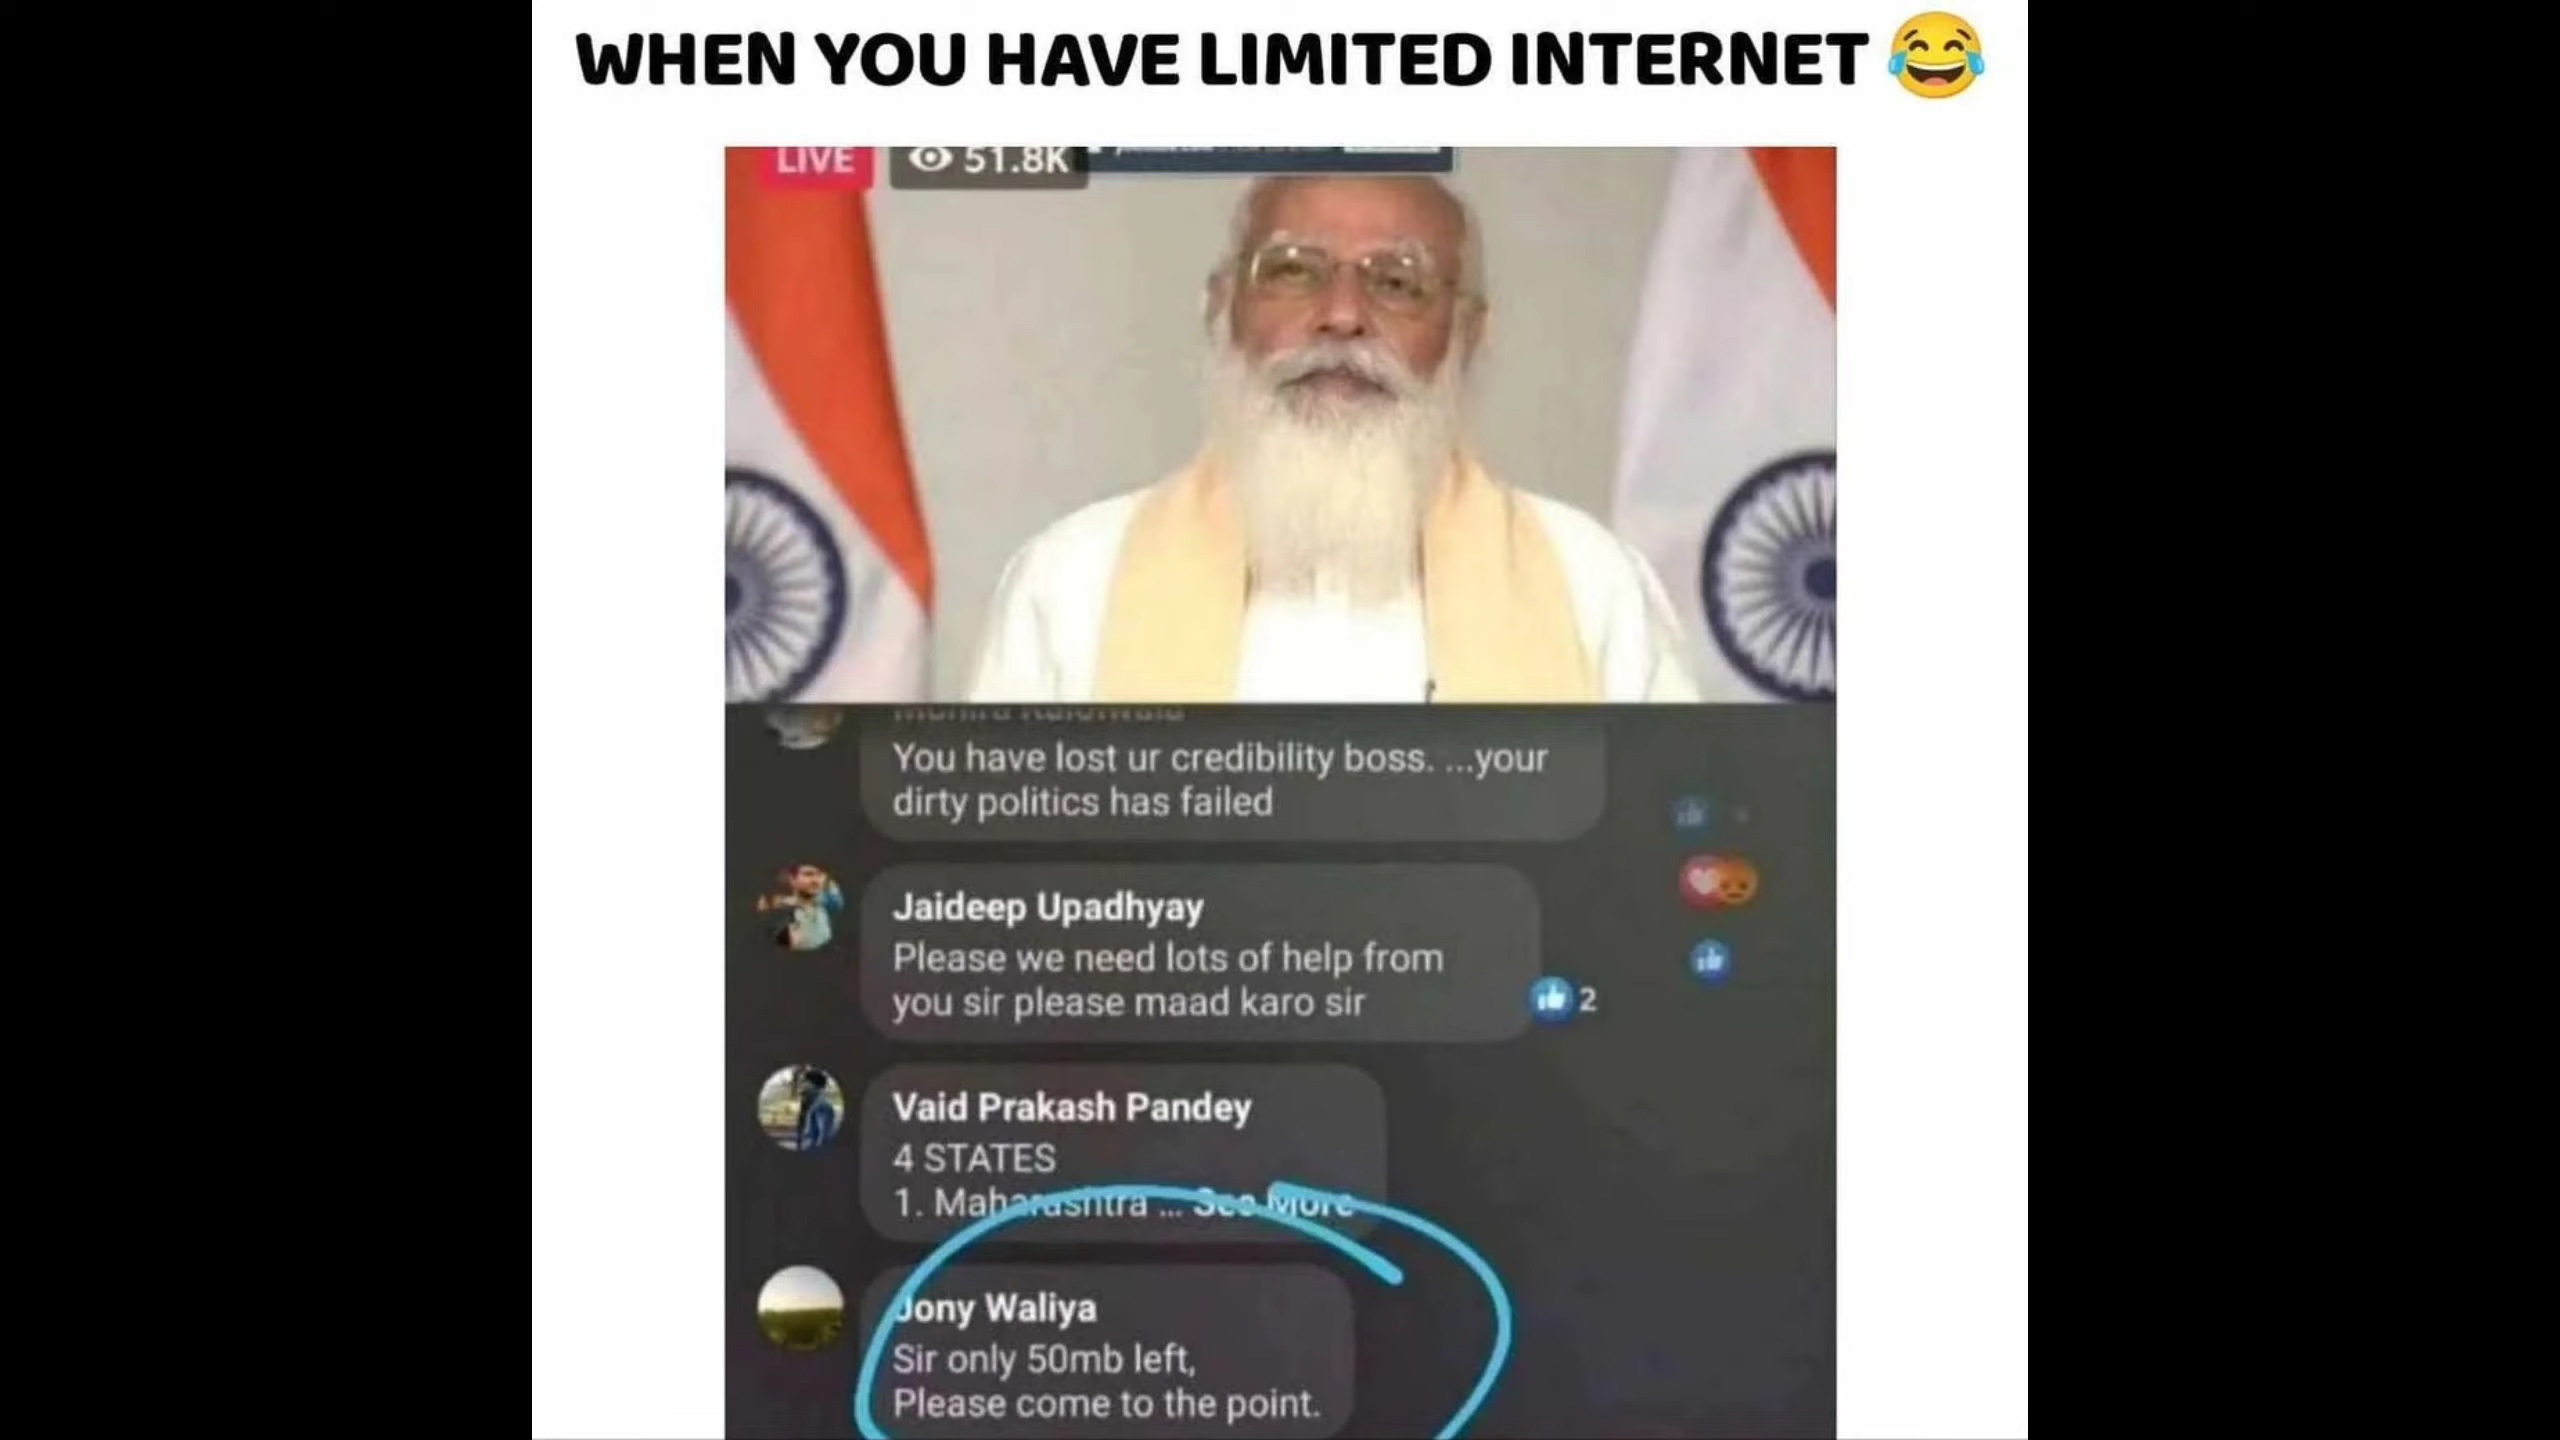 WHEN YOU HAVE LIMITED INTERNET 😂
LIVE 51.8K
You have lost ur credibility boss. ...your
dirty politics has failed
Jaideep Upadhyay
Please we need lots of help from
you sir please maad karo sir
2
Vaid Prakash Pandey
4 STATES
1. Maharashtra ... See More
Jony Waliya
Sir only 50mb left,
Please come to the point.